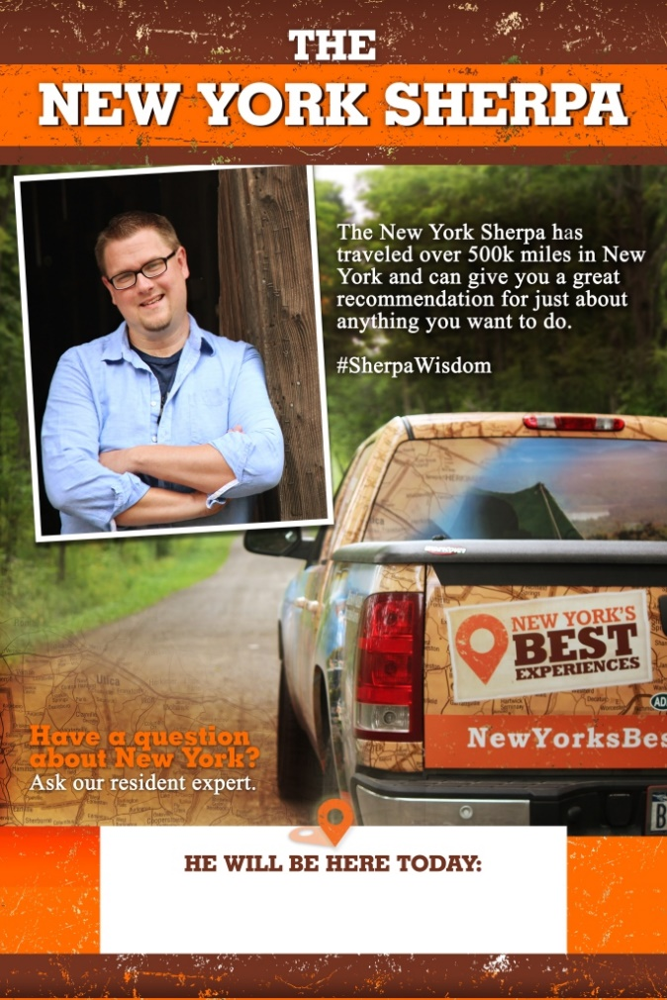 THE
NEW YORK SHERPA
The New York Sherpa has
traveled over 500k miles in New
York and can give you a great
recommendation for just about
anything you want to do.
#SherpaWisdom
NEW YORK'S
BEST
EXPERIENCES
NewYorksBes
Utica
Have a question
about New York?
Ask our resident expert.
HE WILL BE HERE TODAY: